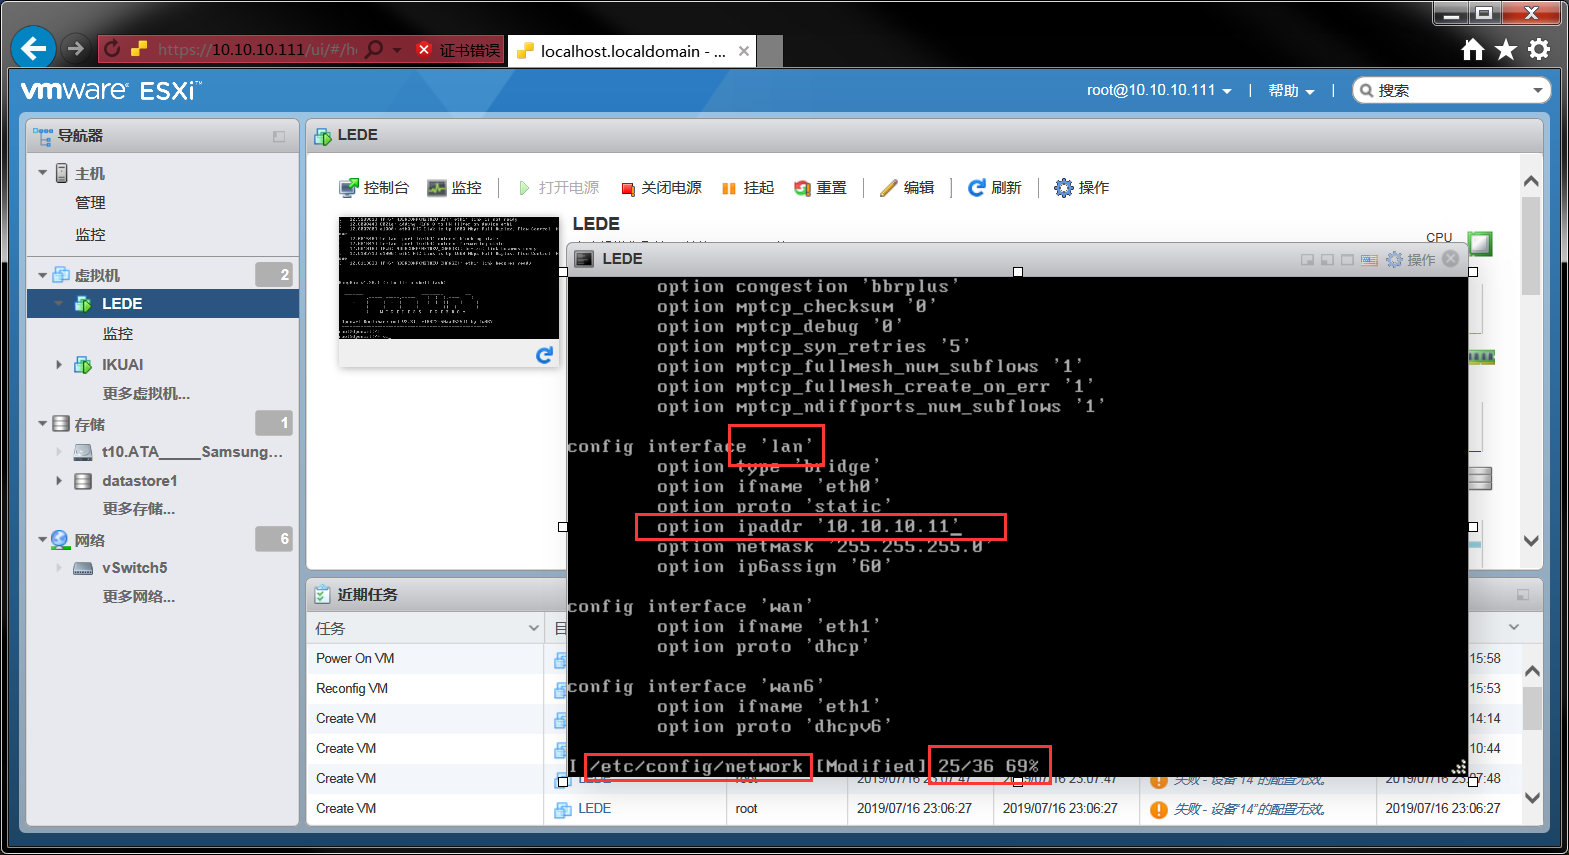 https://10.10.10.111/ui/#/h
证书错误
localhost.localdomain - ...
vmware ESXi™
root@10.10.10.111
|
帮助
|
搜索
导航器
主机
管理
监控
虚拟机
2
LEDE
监控
IKUAI
更多虚拟机...
存储
1
t10.ATA_____Samsung...
datastore1
更多存储...
网络
6
vSwitch5
更多网络...
LEDE
控制台
监控
打开电源
关闭电源
挂起
重置
编辑
刷新
操作
LEDE
CPU
LEDE
操作
option congestion 'bbrplus'
option mptcp_checksum '0'
option mptcp_debug '0'
option mptcp_syn_retries '5'
option mptcp_fullmesh_num_subflows '1'
option mptcp_fullmesh_create_on_err '1'
option mptcp_ndiffports_num_subflows '1'
config interface 'lan'
option type 'bridge'
option ifname 'eth0'
option proto 'static'
option ipaddr '10.10.10.11'
option netmask '255.255.255.0'
option ip6assign '60'
config interface 'wan'
option ifname 'eth1'
option proto 'dhcp'
config interface 'wan6'
option ifname 'eth1'
option proto 'dhcpv6'
I /etc/config/network [Modified] 25/36 69%
近期任务
任务
目
Power On VM
15:58
Reconfig VM
15:53
Create VM
14:14
Create VM
10:44
Create VM
LEDE
root
2019/07/16 23:07:47
2019/07/16 23:07:47
失败 - 设备“14”的配置无效。
07:48
Create VM
LEDE
root
2019/07/16 23:06:27
2019/07/16 23:06:27
失败 - 设备“14”的配置无效。
2019/07/16 23:06:27